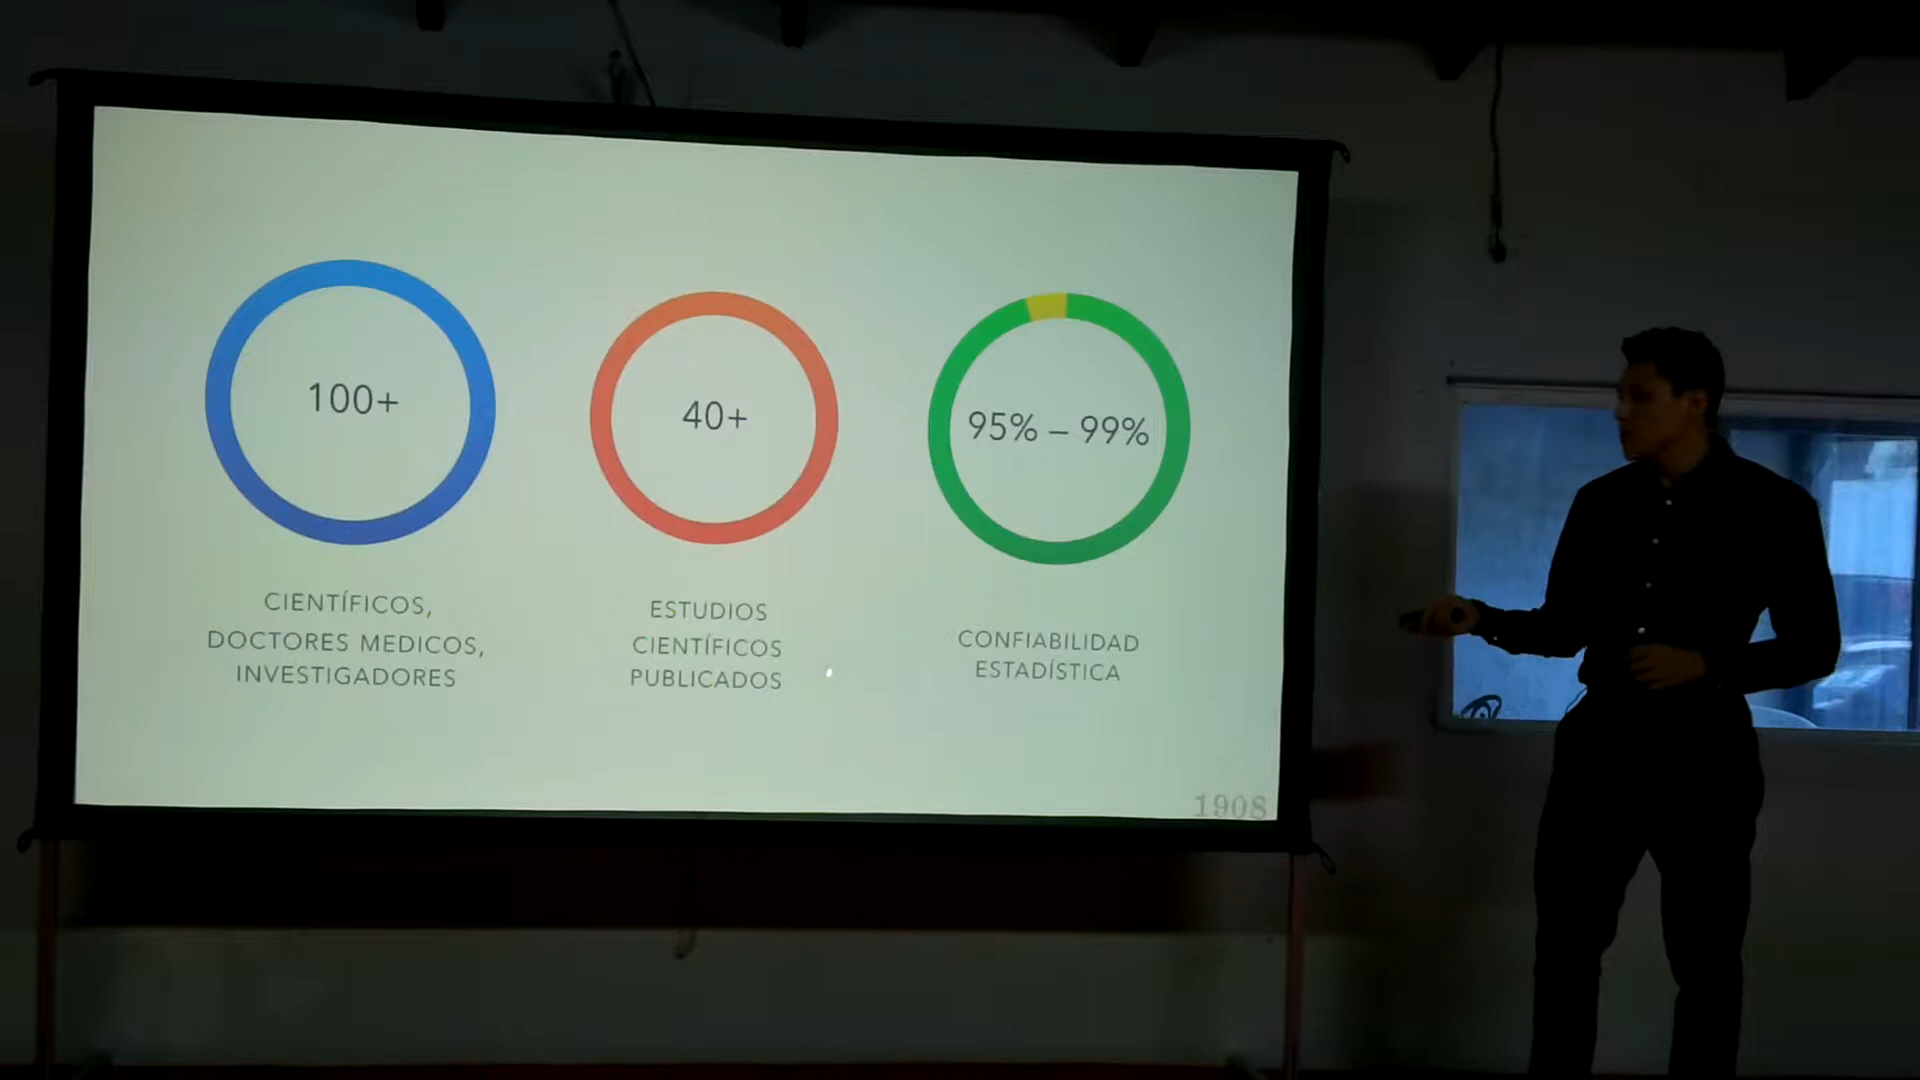 100+
CIENTÍFICOS,
DOCTORES MEDICOS,
INVESTIGADORES
40+
ESTUDIOS
CIENTÍFICOS
PUBLICADOS
95% – 99%
CONFIABILIDAD
ESTADÍSTICA
1908